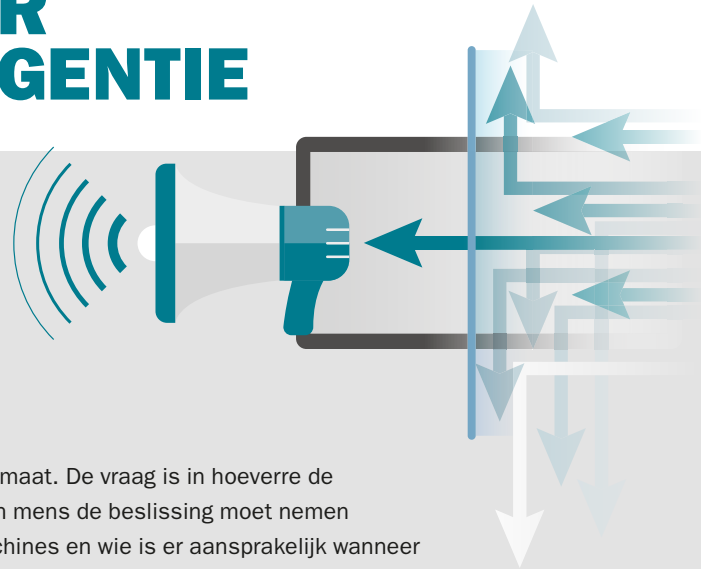 R
GENTIE
maat. De vraag is in hoeverre de
n mens de beslissing moet nemen
chines en wie is er aansprakelijk wanneer